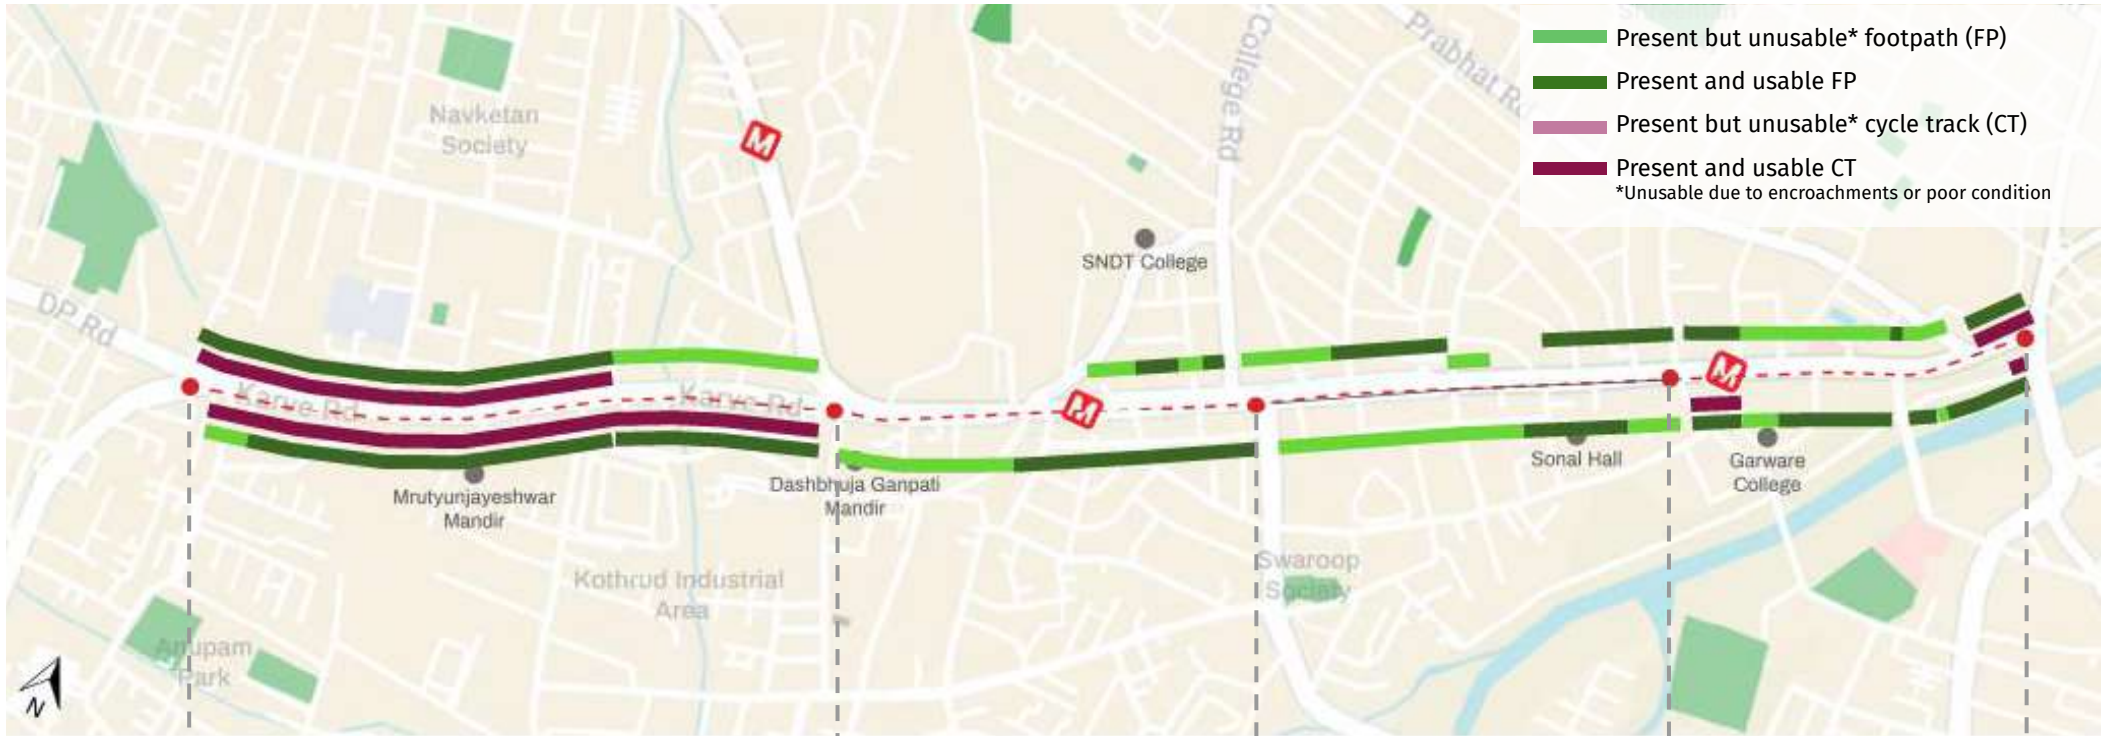 Present but unusable* footpath (FP)
Present and usable FP
Present but unusable* cycle track (CT)
Present and usable CT
*Unusable due to encroachments or poor condition
College Rd
Prabhat Rd
Navketan
Society
M
SNDT College
DP Rd
Karve Rd
Karve Rd
M
M
Mrutyunjayeshwar
Mandir
Dashbhuja Ganpati
Mandir
Sonal Hall
Garware
College
Kothrud Industrial
Area
Swaroop
Society
Anupam
Park
N